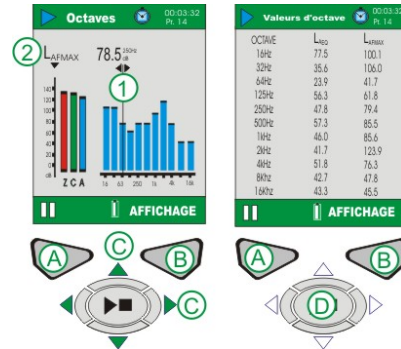 Octaves 00:03:32
Pr. 14
2 LAFMAX 78.5 250Hz
dB
1
140
120
100
80
60
40
20
0
Z C A
16 63 250 1k 4k 16k
AFFICHAGE
A C B
C
Valeurs d'octave 00:03:32
Pr. 14
OCTAVE LEQ LAFMAX
16Hz 77.5 100.1
32Hz 35.6 106.0
64Hz 23.9 41.7
125Hz 56.3 61.8
250Hz 47.8 79.4
500Hz 57.3 85.5
1kHz 46.0 85.6
2kHz 41.7 123.9
4kHz 51.8 76.3
8Khz 42.7 47.8
16Khz 43.3 45.5
AFFICHAGE
A B
D